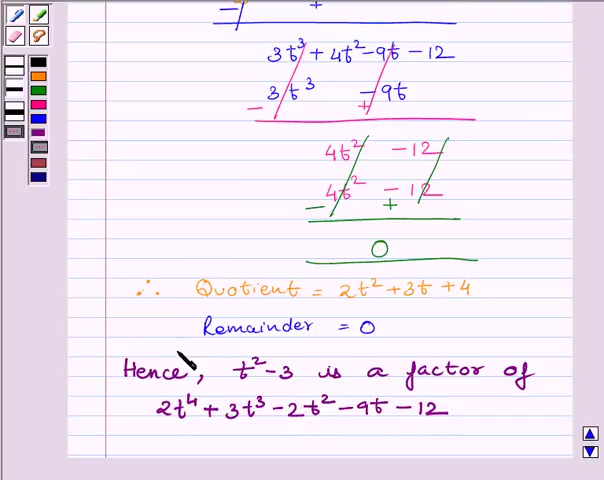 - +
3t³ + 4t² - 9t - 12
3t³ - 9t
- +
4t² - 12
4t² - 12
- +
0
∴ Quotient = 2t² + 3t + 4
Remainder = 0
Hence, t² - 3 is a factor of
2t⁴ + 3t³ - 2t² - 9t - 12